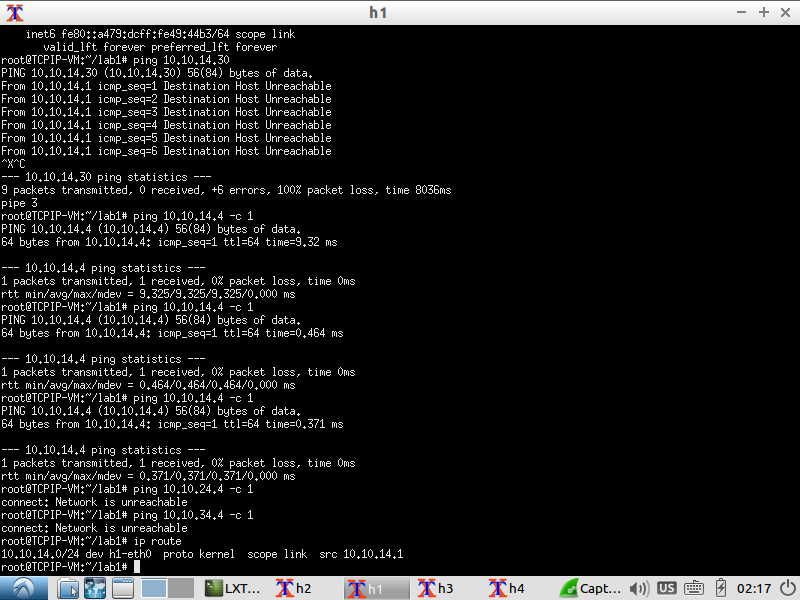 h1
inet6 fe80::a479:dcff:fe49:44b3/64 scope link
valid_lft forever preferred_lft forever
root@TCPIP-VM:~/lab1# ping 10.10.14.30
PING 10.10.14.30 (10.10.14.30) 56(84) bytes of data.
From 10.10.14.1 icmp_seq=1 Destination Host Unreachable
From 10.10.14.1 icmp_seq=2 Destination Host Unreachable
From 10.10.14.1 icmp_seq=3 Destination Host Unreachable
From 10.10.14.1 icmp_seq=4 Destination Host Unreachable
From 10.10.14.1 icmp_seq=5 Destination Host Unreachable
From 10.10.14.1 icmp_seq=6 Destination Host Unreachable
^X^C
--- 10.10.14.30 ping statistics ---
9 packets transmitted, 0 received, +6 errors, 100% packet loss, time 8036ms
pipe 3
root@TCPIP-VM:~/lab1# ping 10.10.14.4 -c 1
PING 10.10.14.4 (10.10.14.4) 56(84) bytes of data.
64 bytes from 10.10.14.4: icmp_seq=1 ttl=64 time=9.32 ms

--- 10.10.14.4 ping statistics ---
1 packets transmitted, 1 received, 0% packet loss, time 0ms
rtt min/avg/max/mdev = 9.325/9.325/9.325/0.000 ms
root@TCPIP-VM:~/lab1# ping 10.10.14.4 -c 1
PING 10.10.14.4 (10.10.14.4) 56(84) bytes of data.
64 bytes from 10.10.14.4: icmp_seq=1 ttl=64 time=0.464 ms

--- 10.10.14.4 ping statistics ---
1 packets transmitted, 1 received, 0% packet loss, time 0ms
rtt min/avg/max/mdev = 0.464/0.464/0.464/0.000 ms
root@TCPIP-VM:~/lab1# ping 10.10.14.4 -c 1
PING 10.10.14.4 (10.10.14.4) 56(84) bytes of data.
64 bytes from 10.10.14.4: icmp_seq=1 ttl=64 time=0.371 ms

--- 10.10.14.4 ping statistics ---
1 packets transmitted, 1 received, 0% packet loss, time 0ms
rtt min/avg/max/mdev = 0.371/0.371/0.371/0.000 ms
root@TCPIP-VM:~/lab1# ping 10.10.24.4 -c 1
connect: Network is unreachable
root@TCPIP-VM:~/lab1# ping 10.10.34.4 -c 1
connect: Network is unreachable
root@TCPIP-VM:~/lab1# ip route
10.10.14.0/24 dev h1-eth0  proto kernel  scope link  src 10.10.14.1
root@TCPIP-VM:~/lab1#
LXT... h2 h1 h3 h4 Capt... US 02:17